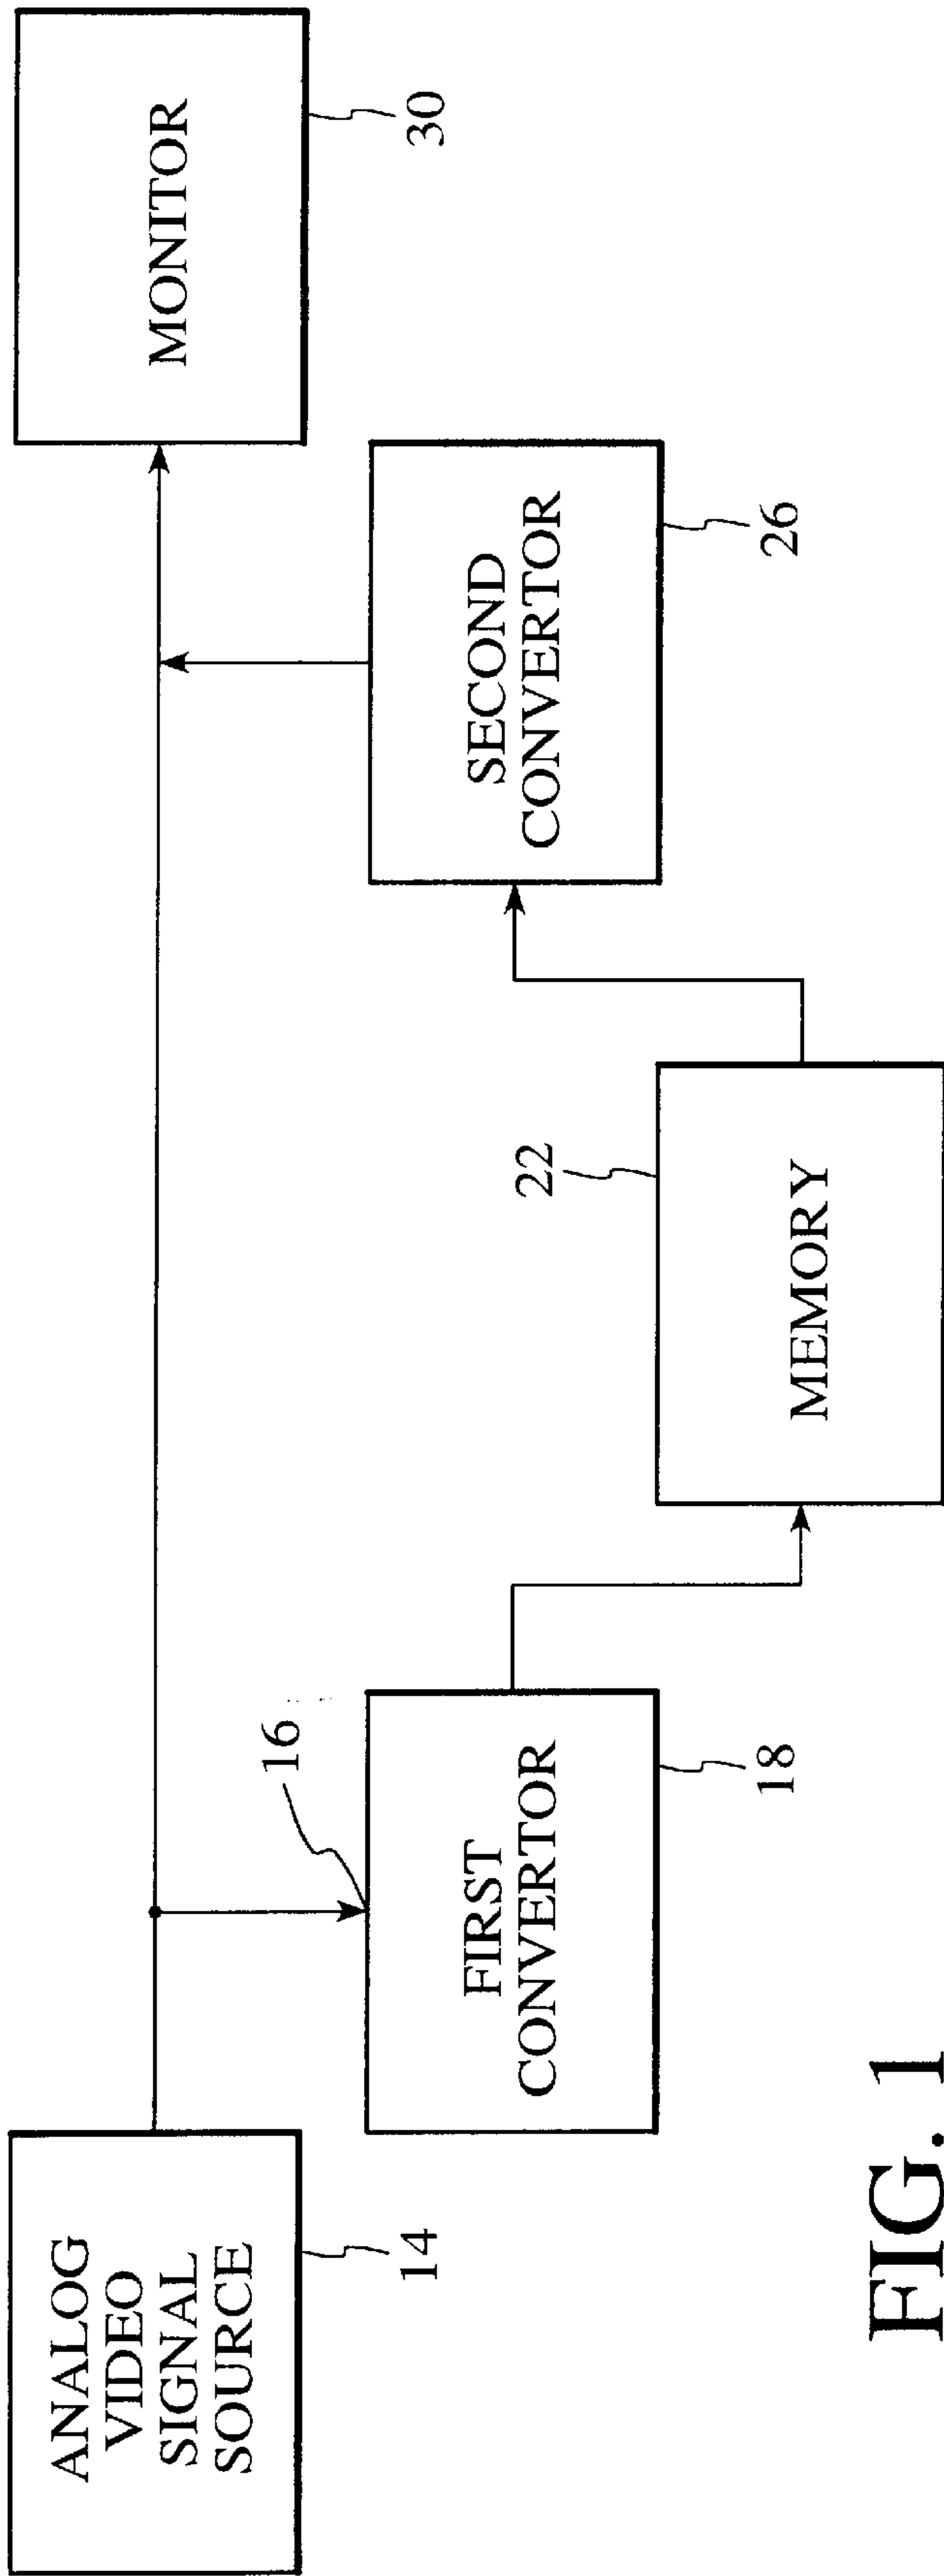 ANALOG
VIDEO
SIGNAL
SOURCE
14
16
FIRST
CONVERTOR
18
22
MEMORY
SECOND
CONVERTOR
26
MONITOR
30
FIG. 1